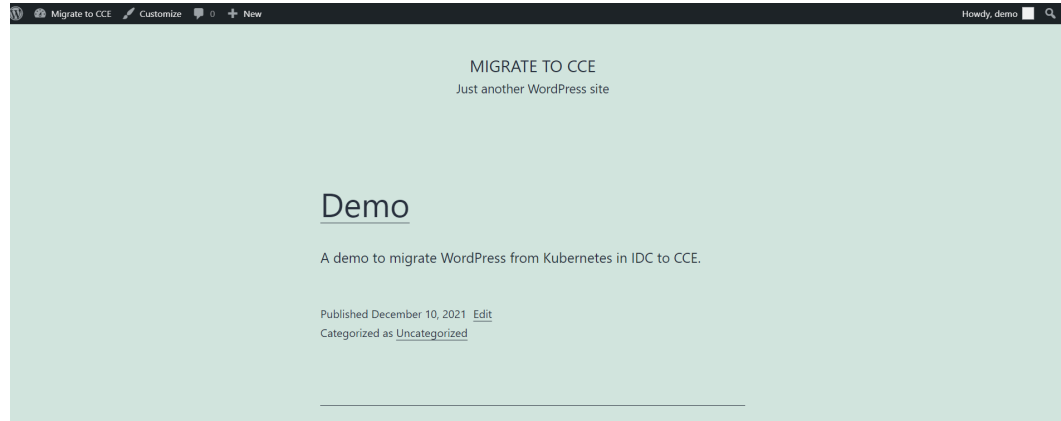 Migrate to CCE Customize 0 New Howdy, demo
MIGRATE TO CCE
Just another WordPress site
Demo
A demo to migrate WordPress from Kubernetes in IDC to CCE.
Published December 10, 2021 Edit
Categorized as Uncategorized